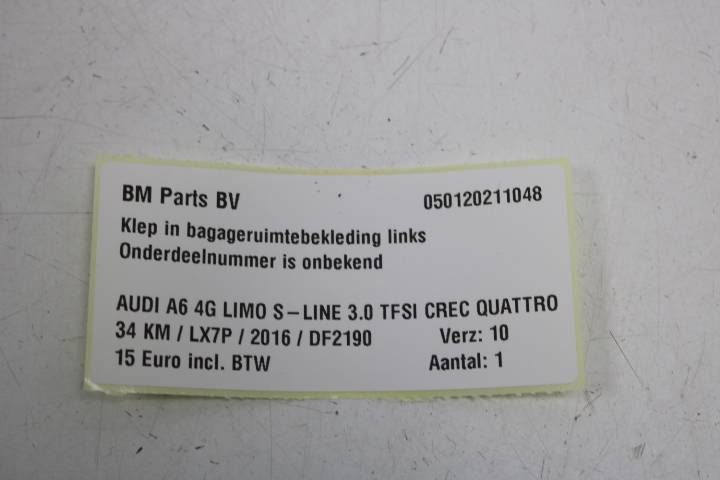 BM Parts BV 050120211048
Klep in bagageruimtebekleding links
Onderdeelnummer is onbekend
AUDI A6 4G LIMO S-LINE 3.0 TFSI CREC QUATTRO
34 KM / LX7P / 2016 / DF2190 Verz: 10
15 Euro incl. BTW Aantal: 1